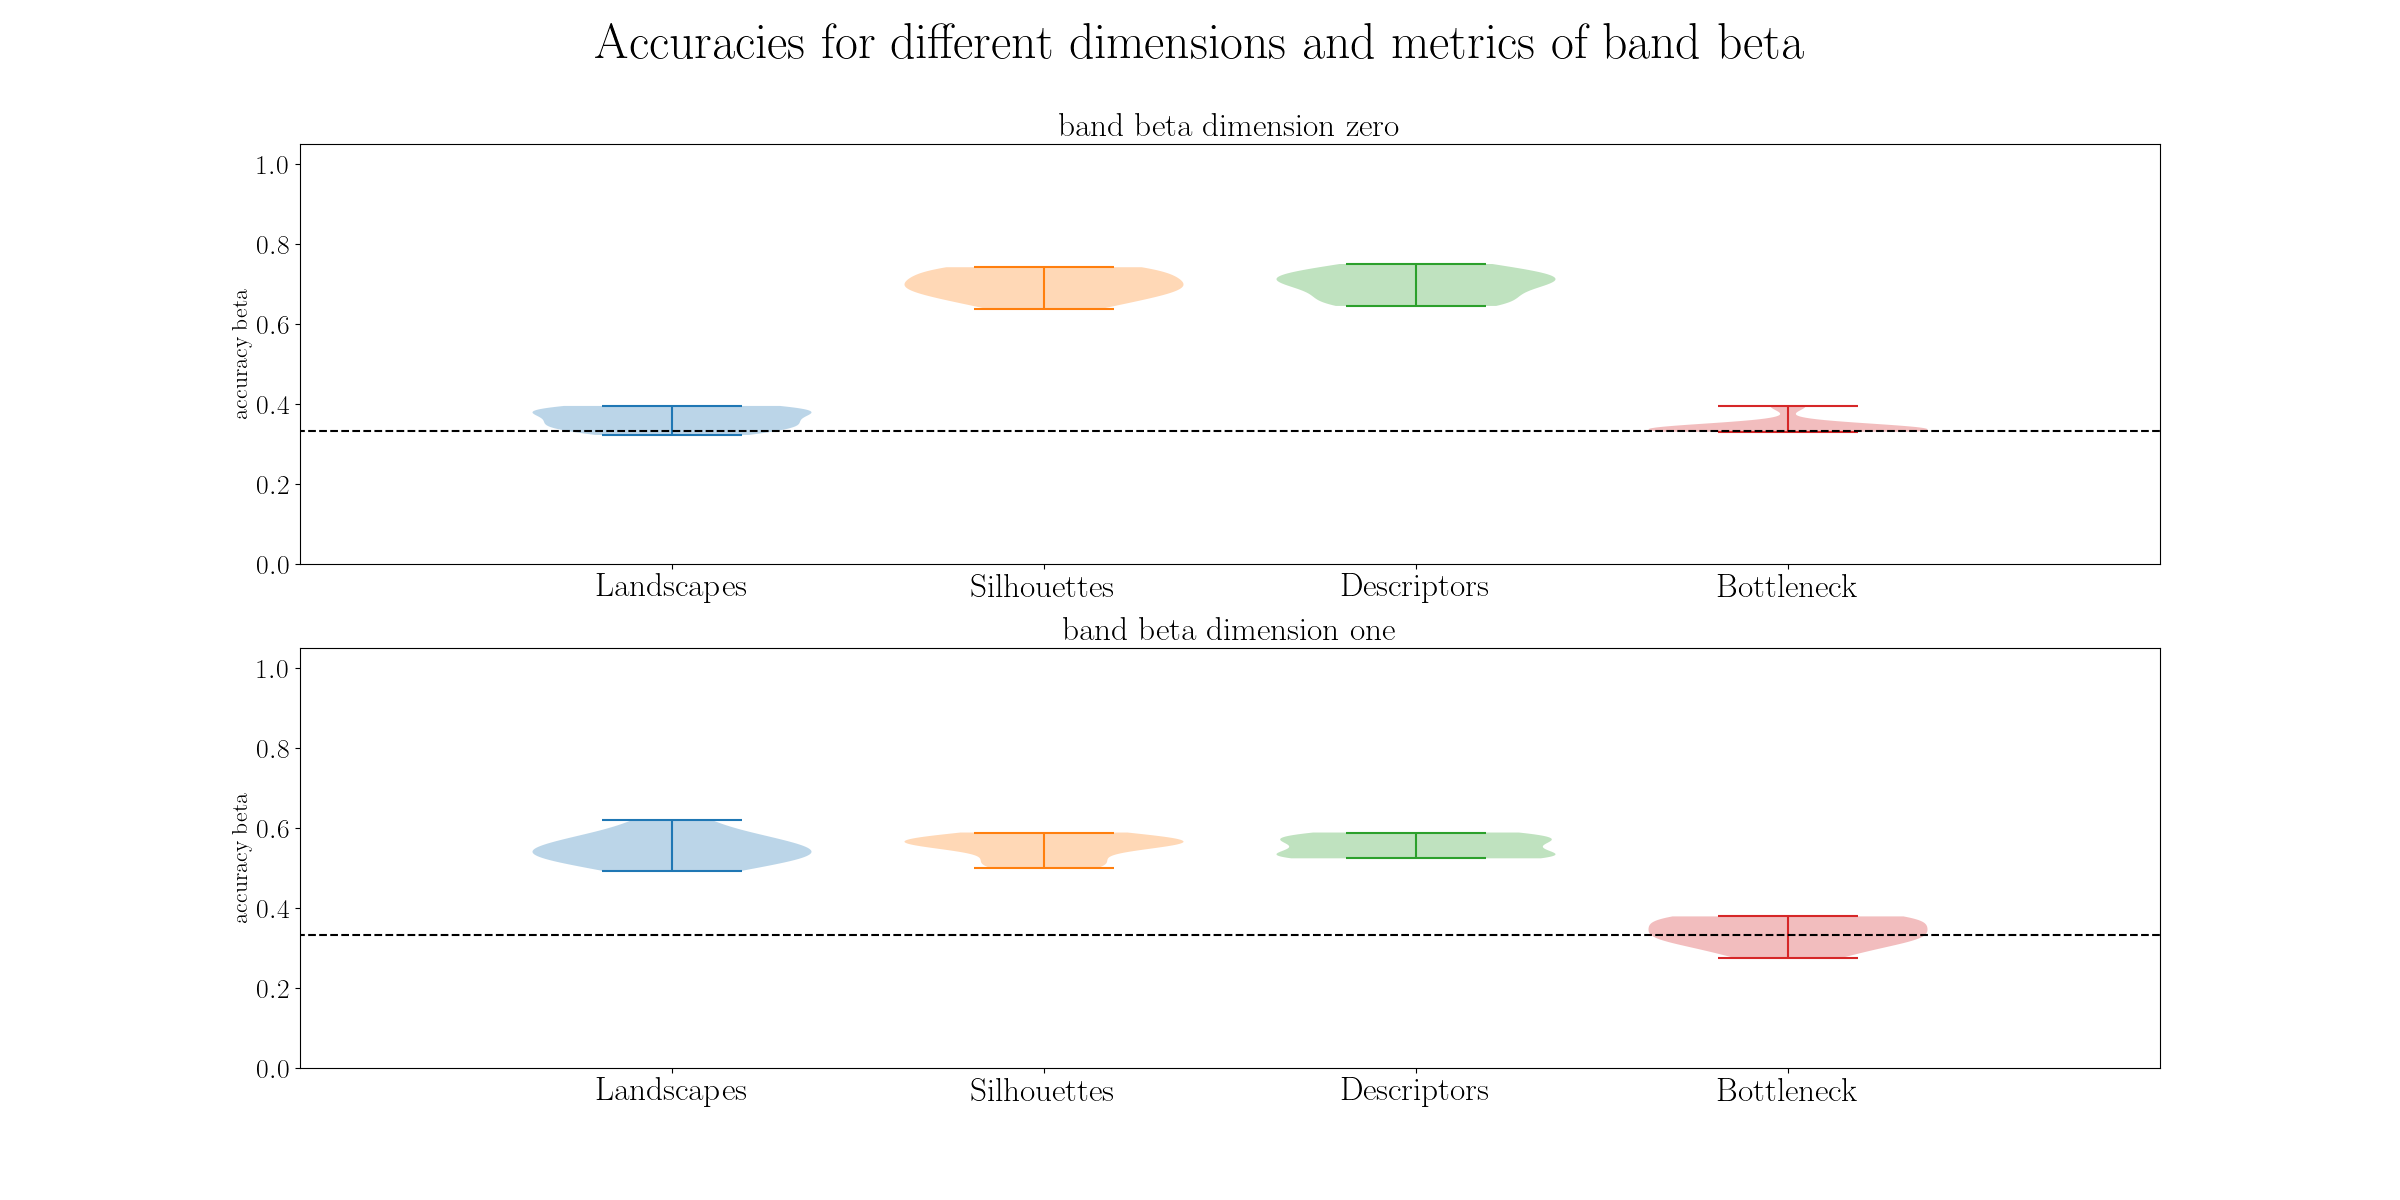 Accuracies for different dimensions and metrics of band beta
band beta dimension zero
accuracy beta
1.0
0.8
0.6
0.4
0.2
0.0
Landscapes Silhouettes Descriptors Bottleneck
band beta dimension one
accuracy beta
1.0
0.8
0.6
0.4
0.2
0.0
Landscapes Silhouettes Descriptors Bottleneck